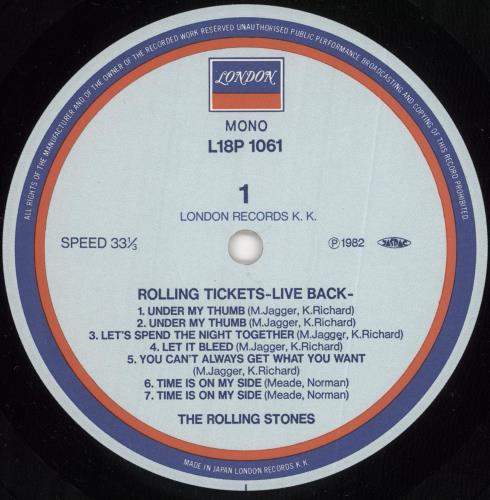 ALL RIGHTS OF THE MANUFACTURER AND OF THE OWNER OF THE RECORDED WORK RESERVED UNAUTHORISED PUBLIC PERFORMANCE BROADCASTING AND COPYING OF THIS RECORD PROHIBITED
LONDON
MONO
L18P 1061
1
LONDON RECORDS K. K.
SPEED 33⅓ ℗ 1982 JASRAC
ROLLING TICKETS-LIVE BACK-
1. UNDER MY THUMB (M.Jagger, K.Richard)
2. UNDER MY THUMB (M.Jagger, K.Richard)
3. LET'S SPEND THE NIGHT TOGETHER (M.Jagger, K.Richard)
4. LET IT BLEED (M.Jagger, K.Richard)
5. YOU CAN'T ALWAYS GET WHAT YOU WANT
(M.Jagger, K.Richard)
6. TIME IS ON MY SIDE (Meade, Norman)
7. TIME IS ON MY SIDE (Meade, Norman)
THE ROLLING STONES
MADE IN JAPAN LONDON RECORDS K. K.